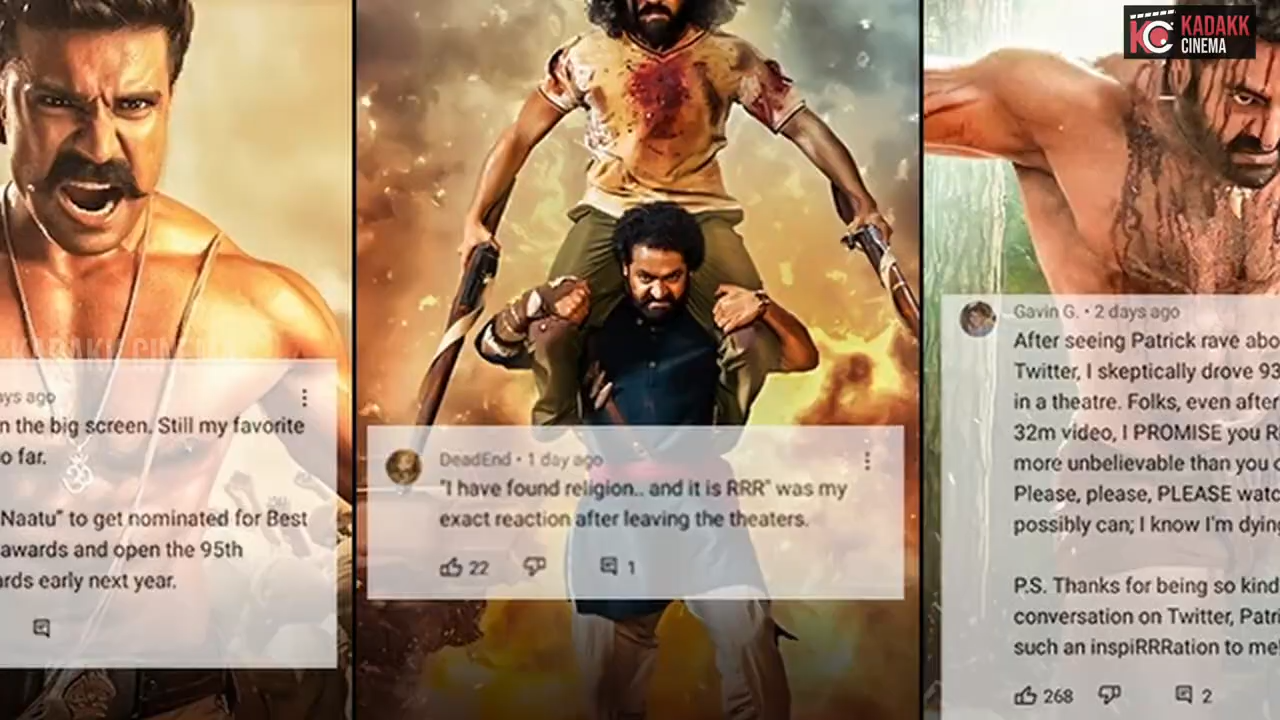 KADAKK
CINEMA
KADAKK CINEMA
ays ago
n the big screen. Still my favorite
o far.
Naatu" to get nominated for Best
awards and open the 95th
rds early next year.
DeadEnd • 1 day ago
"I have found religion.. and it is RRR" was my
exact reaction after leaving the theaters.
22
1
Gavin G. • 2 days ago
After seeing Patrick rave abo
Twitter, I skeptically drove 93
in a theatre. Folks, even after
32m video, I PROMISE you R
more unbelievable than you c
Please, please, PLEASE watc
possibly can; I know I'm dying
P.S. Thanks for being so kind
conversation on Twitter, Patri
such an inspiRRRation to me!
268
2